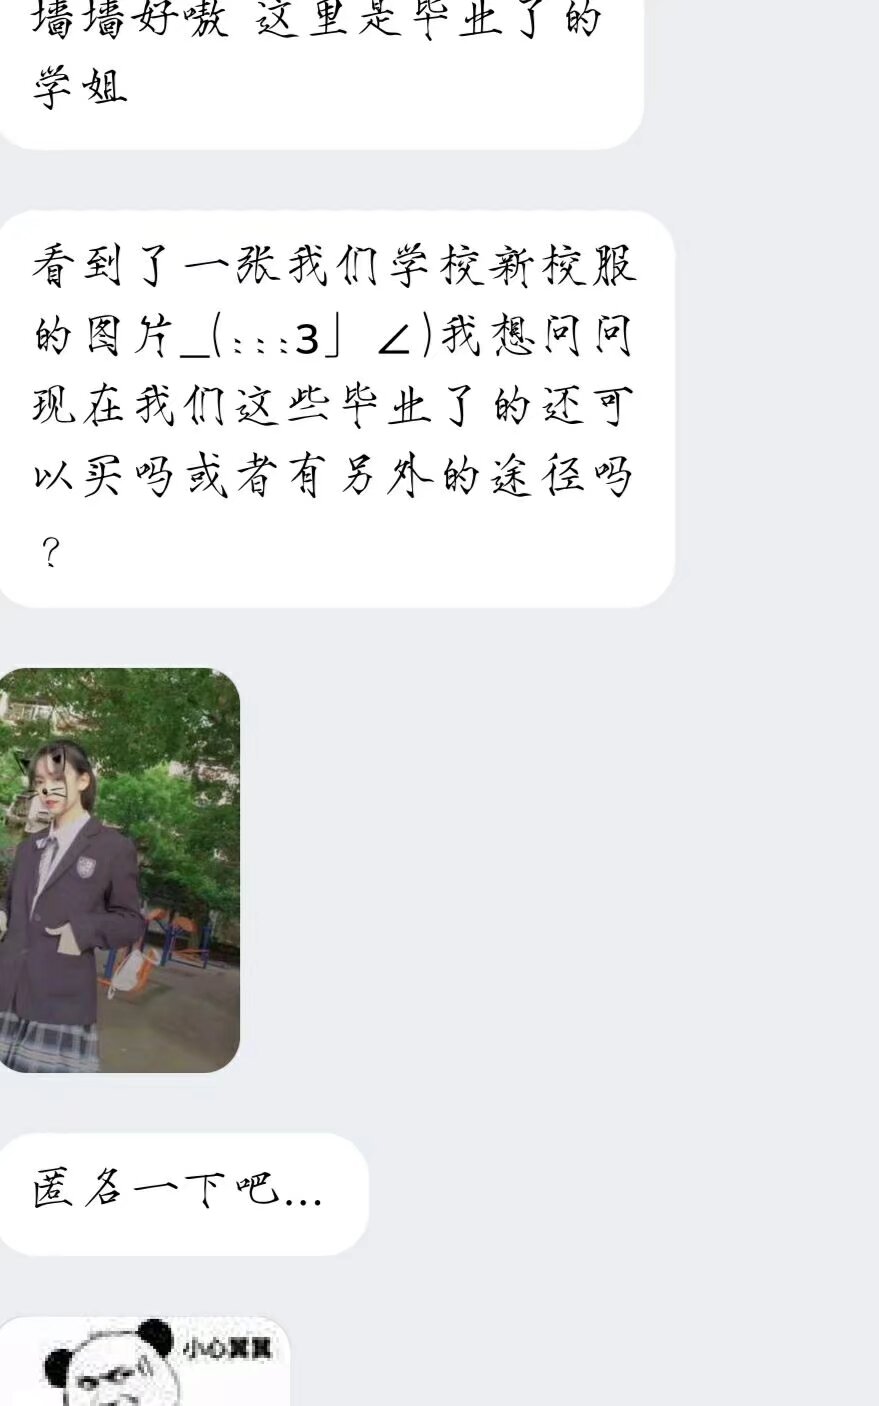 墙墙好嗷 这里是毕业了的
学姐
看到了一张我们学校新校服
的图片_(:::3」∠)我想问问
现在我们这些毕业了的还可
以买吗或者有另外的途径吗
?
匿名一下吧...
小心翼翼